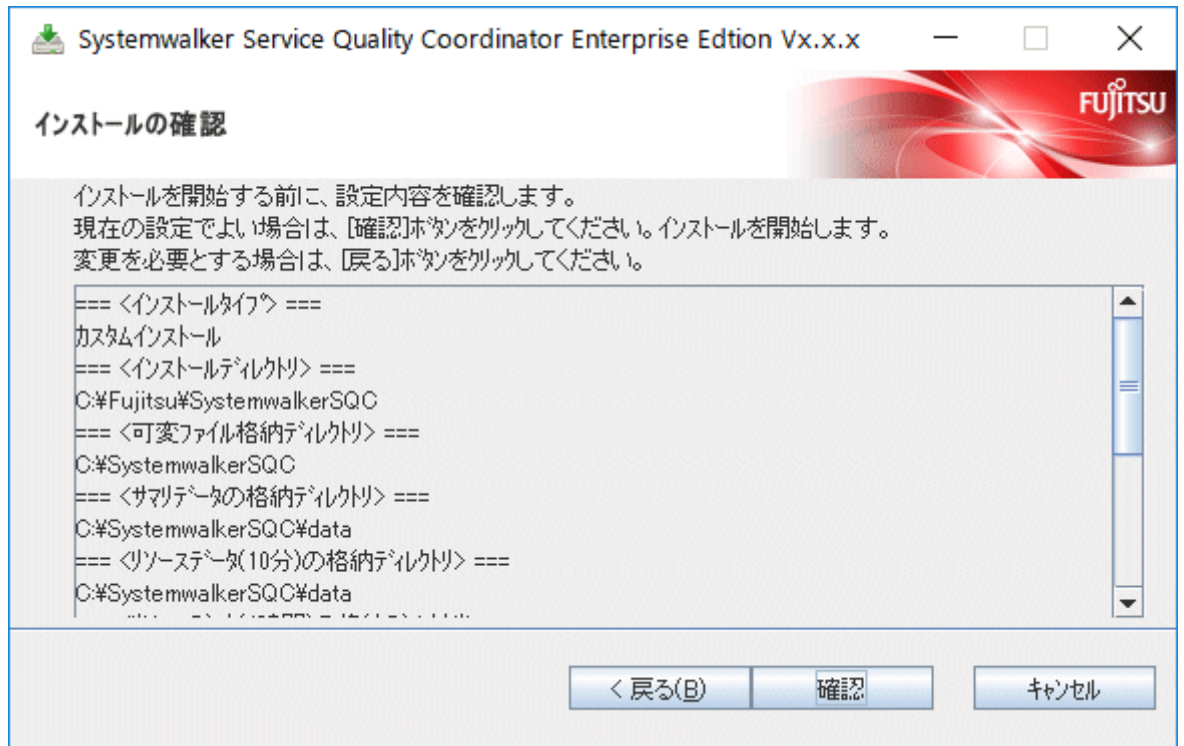 Systemwalker Service Quality Coordinator Enterprise Edtion Vx.x.x
インストールの確認
FUJITSU
インストールを開始する前に、設定内容を確認します。
現在の設定でよい場合は、[確認]ボタンをクリックしてください。インストールを開始します。
変更を必要とする場合は、[戻る]ボタンをクリックしてください。
=== <インストールタイプ> ===
カスタムインストール
=== <インストールディレクトリ> ===
C:¥Fujitsu¥SystemwalkerSQC
=== <可変ファイル格納ディレクトリ> ===
C:¥SystemwalkerSQC
=== <サマリデータの格納ディレクトリ> ===
C:¥SystemwalkerSQC¥data
=== <リソースデータ(10分)の格納ディレクトリ> ===
C:¥SystemwalkerSQC¥data
< 戻る(B)
確認
キャンセル